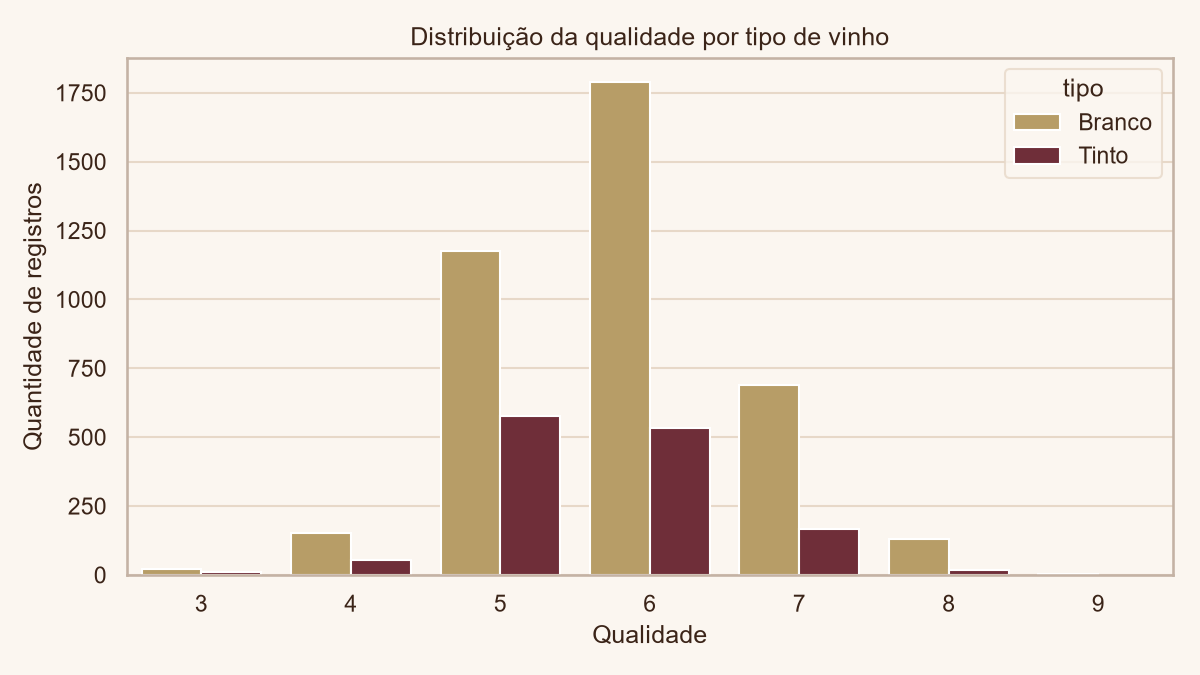 Distribuição da qualidade por tipo de vinho
tipo
Branco
Tinto
Quantidade de registros
1750
1500
1250
1000
750
500
250
0
3 4 5 6 7 8 9
Qualidade